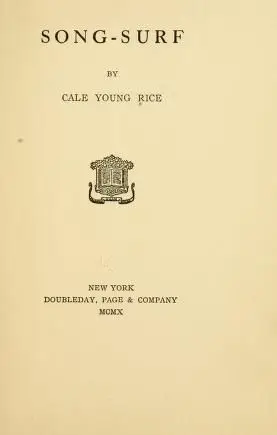 SONG-SURF
BY
CALE YOUNG RICE
NEW YORK
DOUBLEDAY, PAGE & COMPANY
MCMX